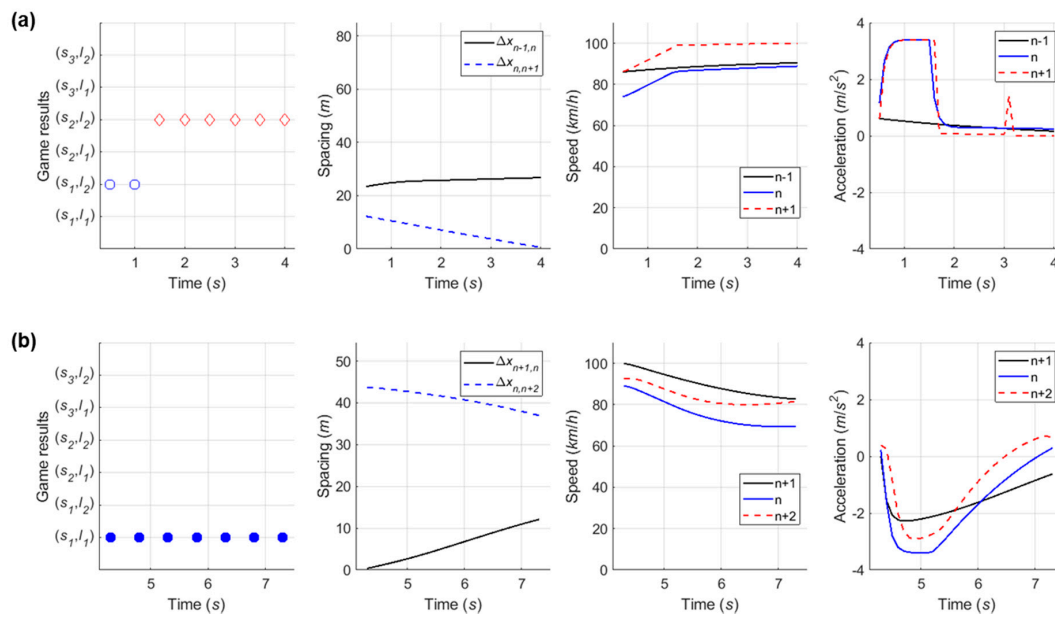 (a)
Game results
(s3,l2)
(s3,l1)
(s2,l2)
(s2,l1)
(s1,l2)
(s1,l1)
1 2 3 4
Time (s)
Spacing (m)
80
60
40
20
0
Δxn-1,n
Δxn,n+1
1 2 3 4
Time (s)
Speed (km/h)
100
80
60
40
20
0
n-1
n
n+1
1 2 3 4
Time (s)
Acceleration (m/s2)
4
2
0
-2
-4
n-1
n
n+1
1 2 3 4
Time (s)
(b)
Game results
(s3,l2)
(s3,l1)
(s2,l2)
(s2,l1)
(s1,l2)
(s1,l1)
5 6 7
Time (s)
Spacing (m)
50
40
30
20
10
0
Δxn+1,n
Δxn,n+2
5 6 7
Time (s)
Speed (km/h)
100
80
60
40
20
0
n+1
n
n+2
5 6 7
Time (s)
Acceleration (m/s2)
4
2
0
-2
-4
n+1
n
n+2
5 6 7
Time (s)